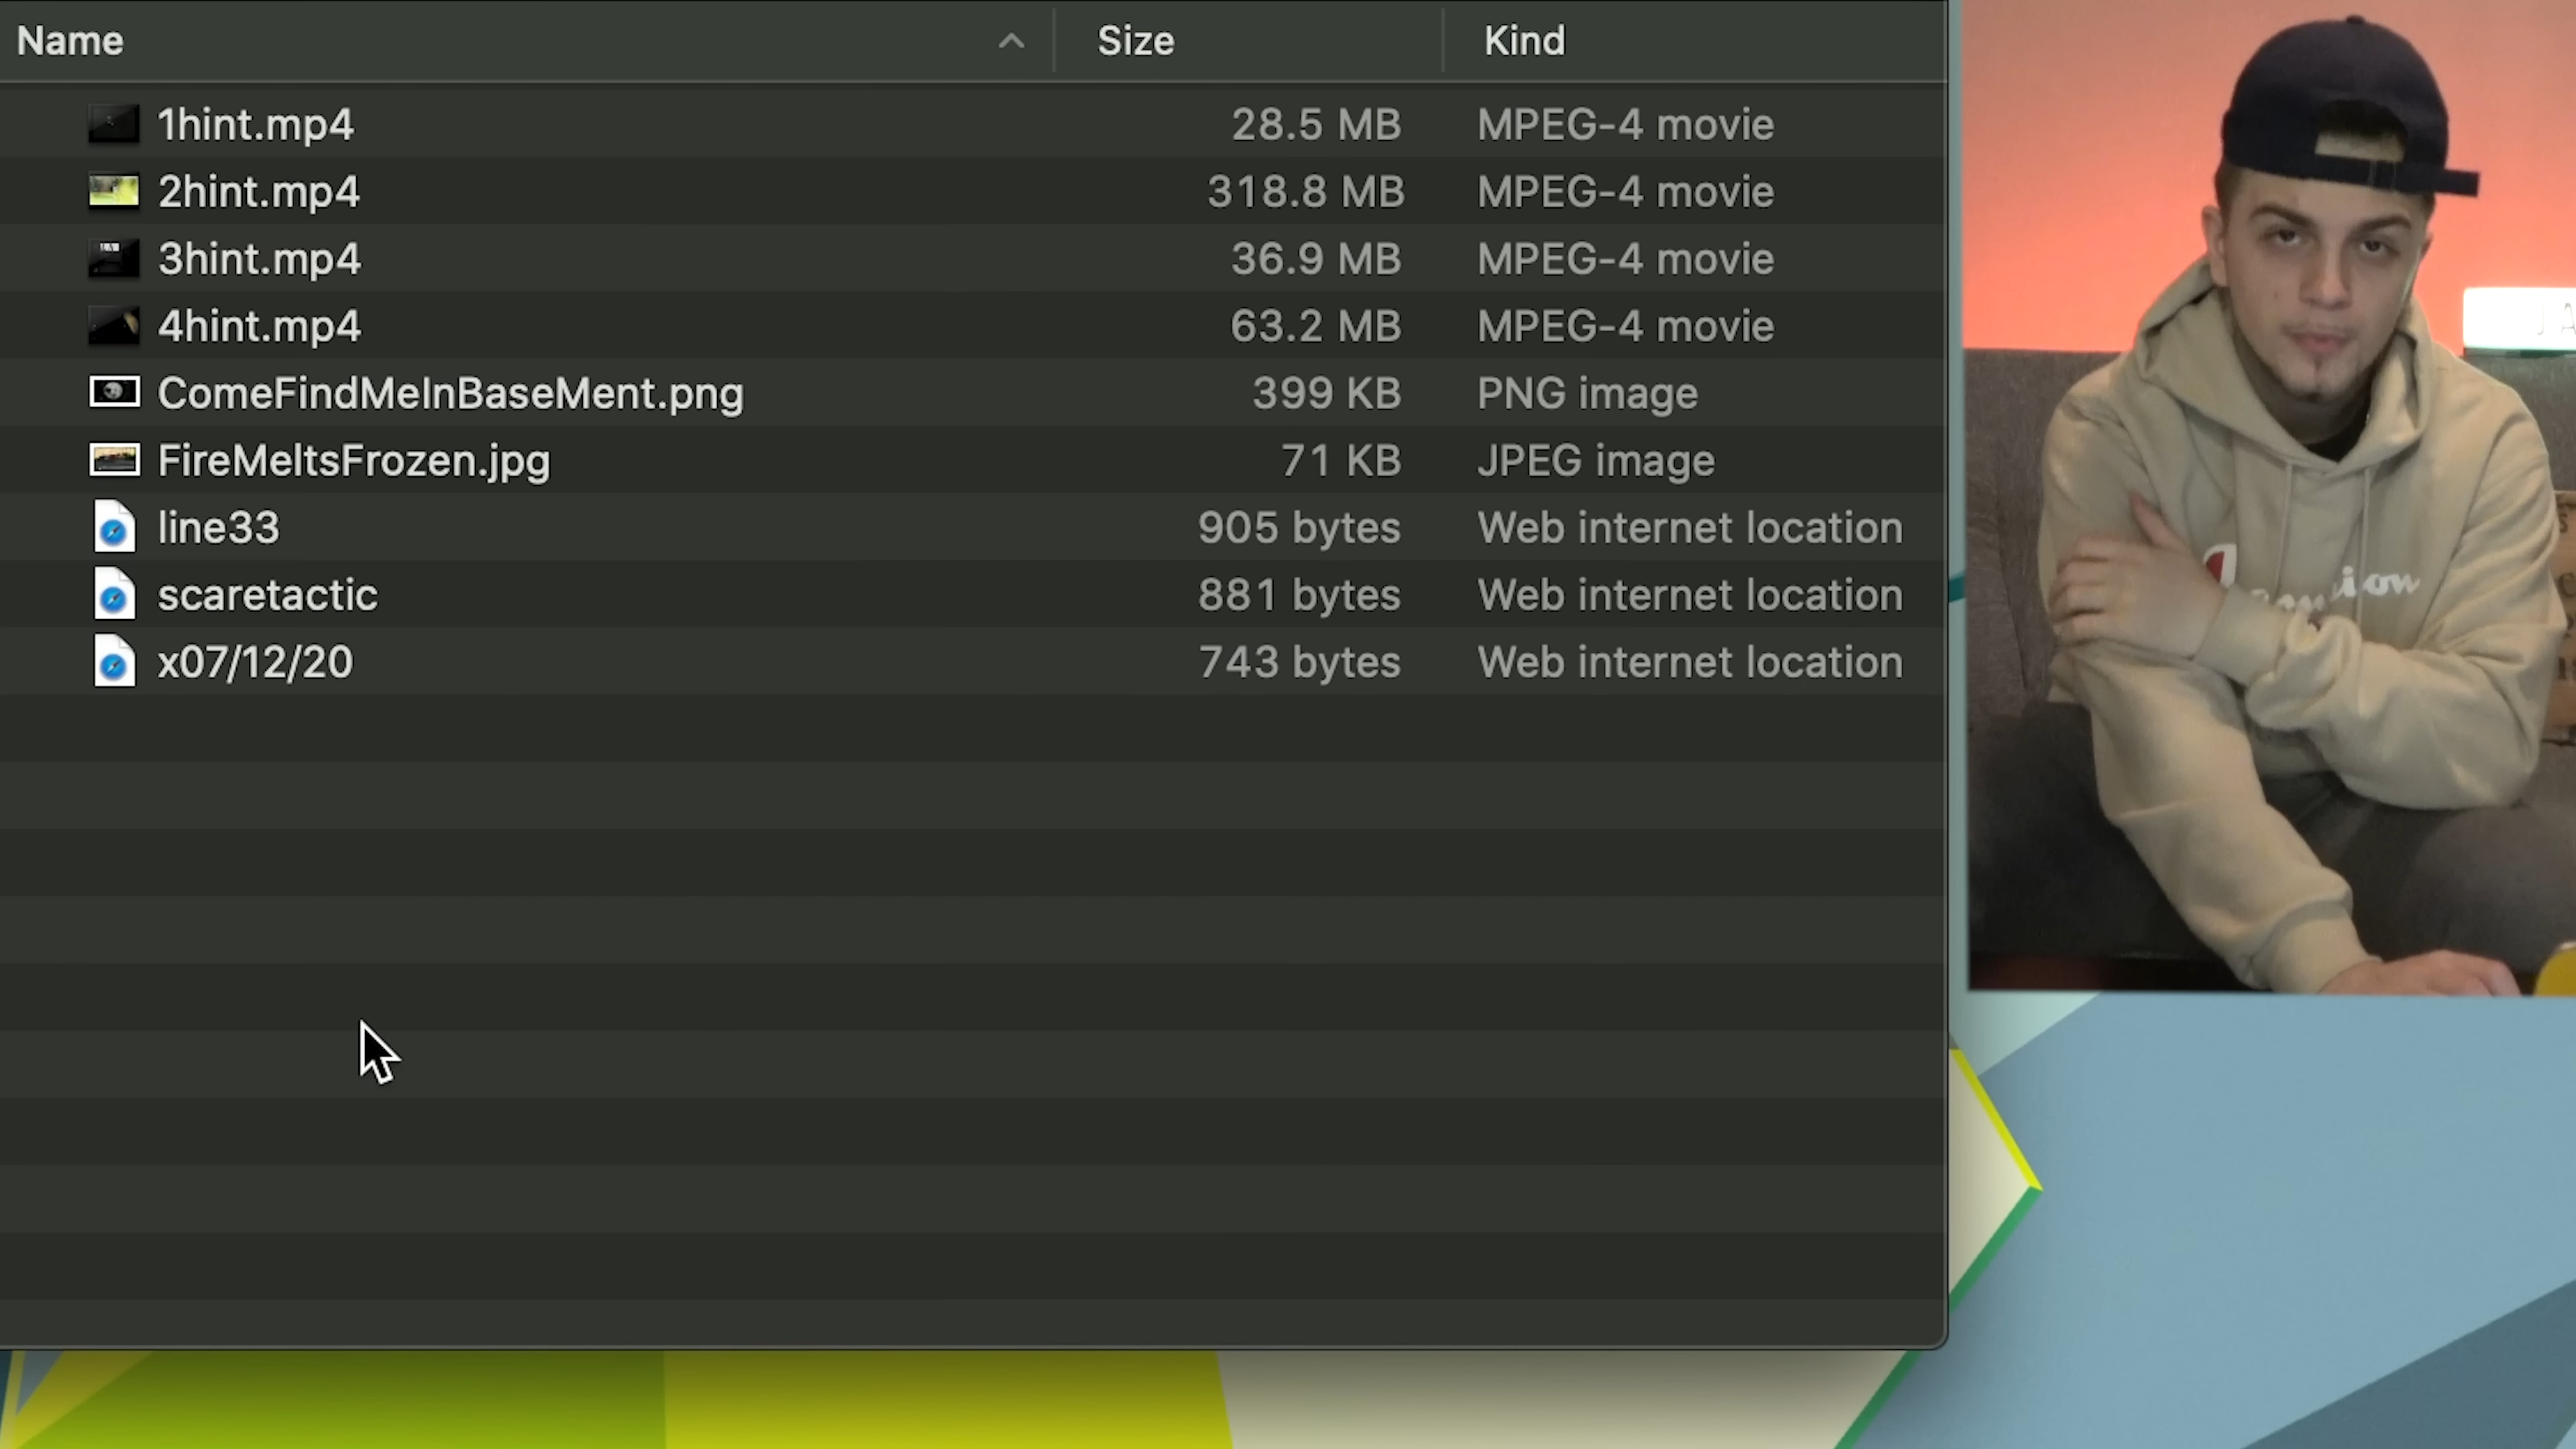 Name Size Kind
1hint.mp4 28.5 MB MPEG-4 movie
2hint.mp4 318.8 MB MPEG-4 movie
3hint.mp4 36.9 MB MPEG-4 movie
4hint.mp4 63.2 MB MPEG-4 movie
ComeFindMeInBaseMent.png 399 KB PNG image
FireMeltsFrozen.jpg 71 KB JPEG image
line33 905 bytes Web internet location
scaretactic 881 bytes Web internet location
x07/12/20 743 bytes Web internet location